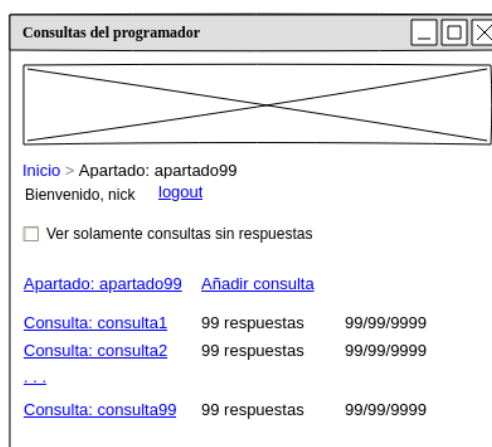 Consultas del programador
Inicio > Apartado: apartado99
Bienvenido, nick logout
Ver solamente consultas sin respuestas
Apartado: apartado99 Añadir consulta
Consulta: consulta1 99 respuestas 99/99/9999
Consulta: consulta2 99 respuestas 99/99/9999
. . .
Consulta: consulta99 99 respuestas 99/99/9999